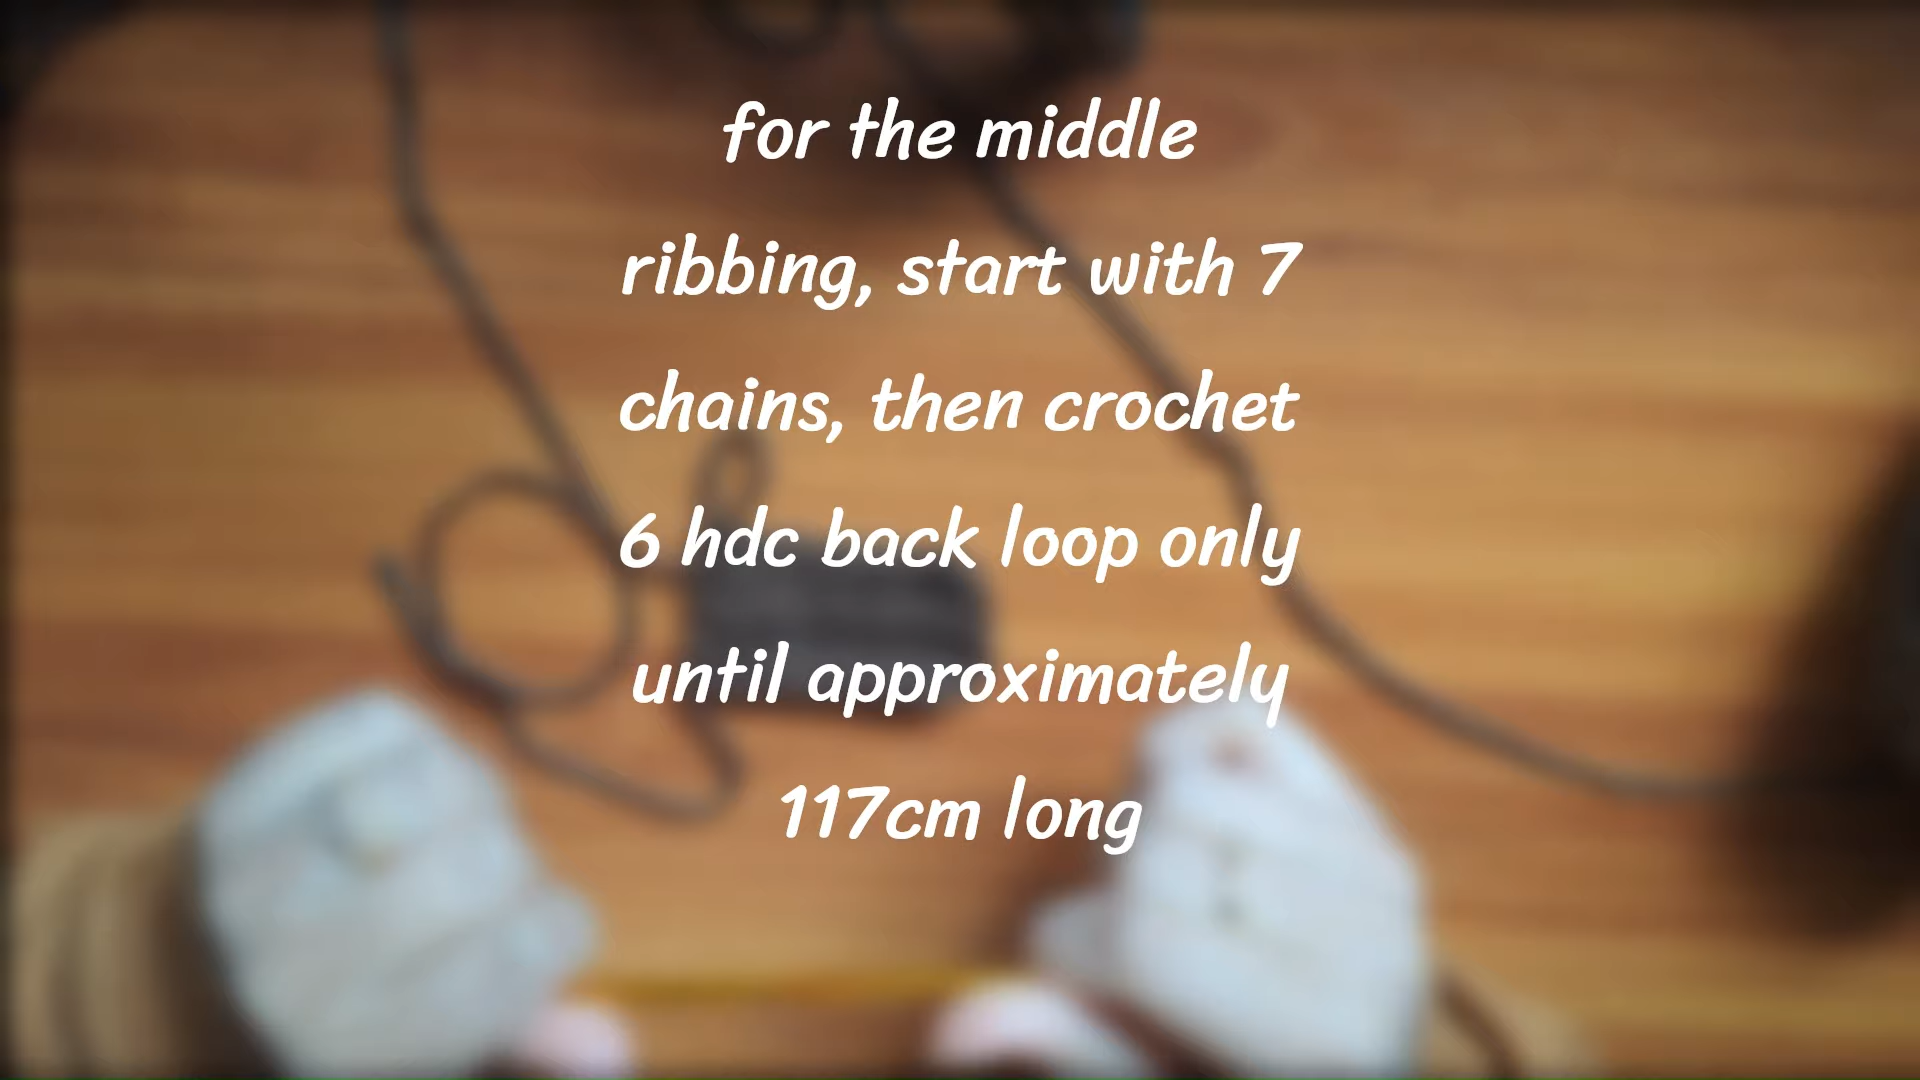 for the middle
ribbing, start with 7
chains, then crochet
6 hdc back loop only
until approximately
117cm long